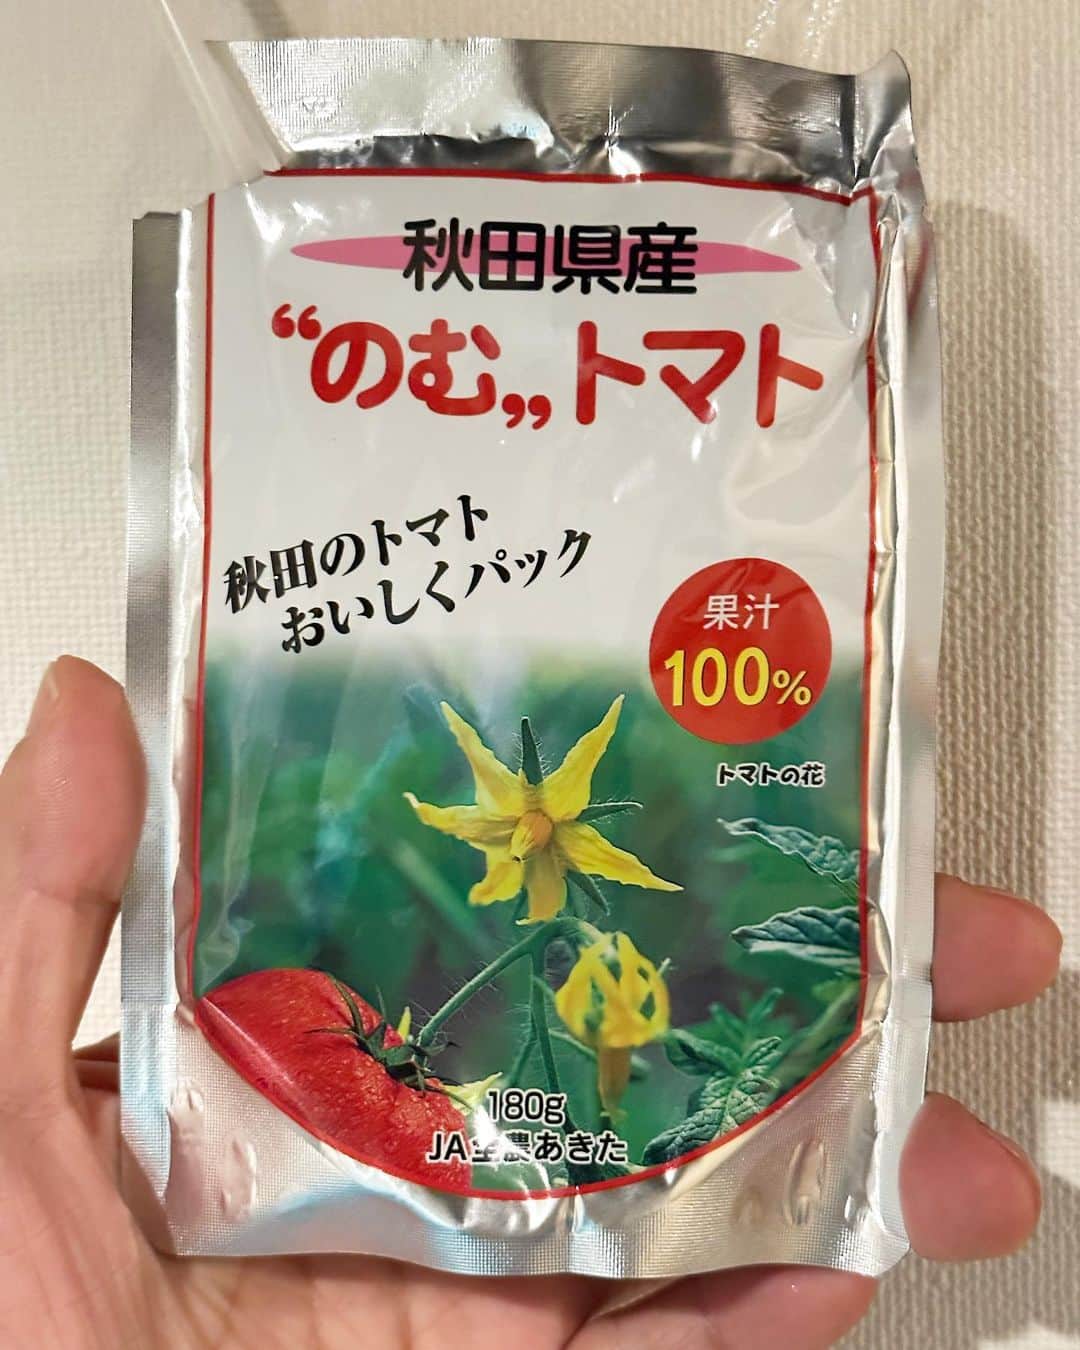 秋田県産
“のむ„トマト
秋田のトマト
おいしくパック
果汁
100%
トマトの花
180g
JA全農あきた